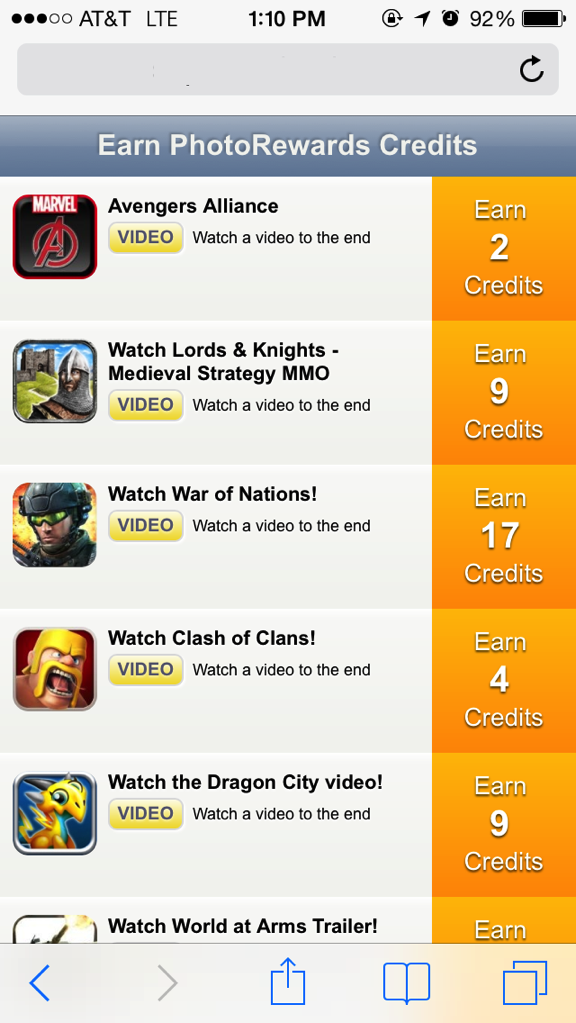 AT&T LTE 1:10 PM 92%
Earn PhotoRewards Credits
MARVEL
Avengers Alliance
VIDEO Watch a video to the end
Earn
2
Credits
Watch Lords & Knights -
Medieval Strategy MMO
VIDEO Watch a video to the end
Earn
9
Credits
Watch War of Nations!
VIDEO Watch a video to the end
Earn
17
Credits
Watch Clash of Clans!
VIDEO Watch a video to the end
Earn
4
Credits
Watch the Dragon City video!
VIDEO Watch a video to the end
Earn
9
Credits
Watch World at Arms Trailer!
Earn